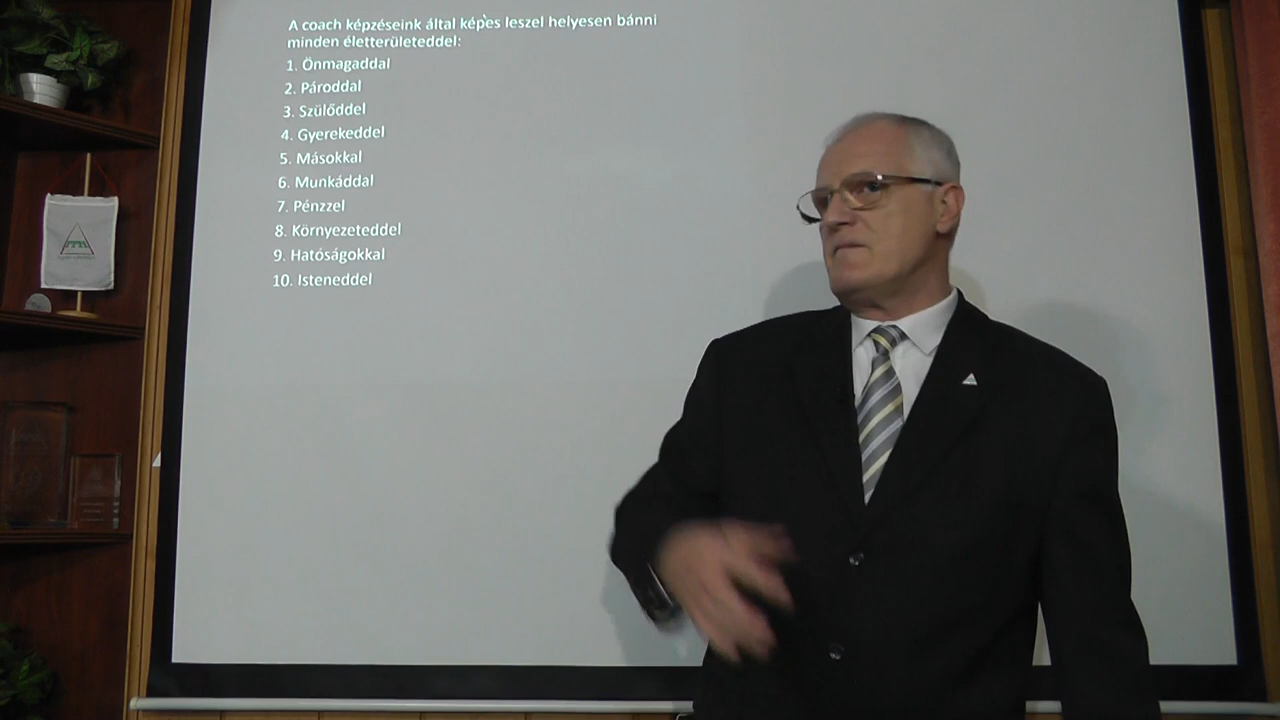 A coach képzéseink által képes leszel helyesen bánni
minden életterületeddel:
1. Önmagaddal
2. Pároddal
3. Szülőddel
4. Gyerekeddel
5. Másokkal
6. Munkáddal
7. Pénzzel
8. Környezeteddel
9. Hatóságokkal
10. Isteneddel